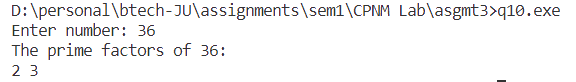 D:\personal\btech-JU\assignments\sem1\CPNM Lab\asgmt3>q10.exe
Enter number: 36
The prime factors of 36:
2 3